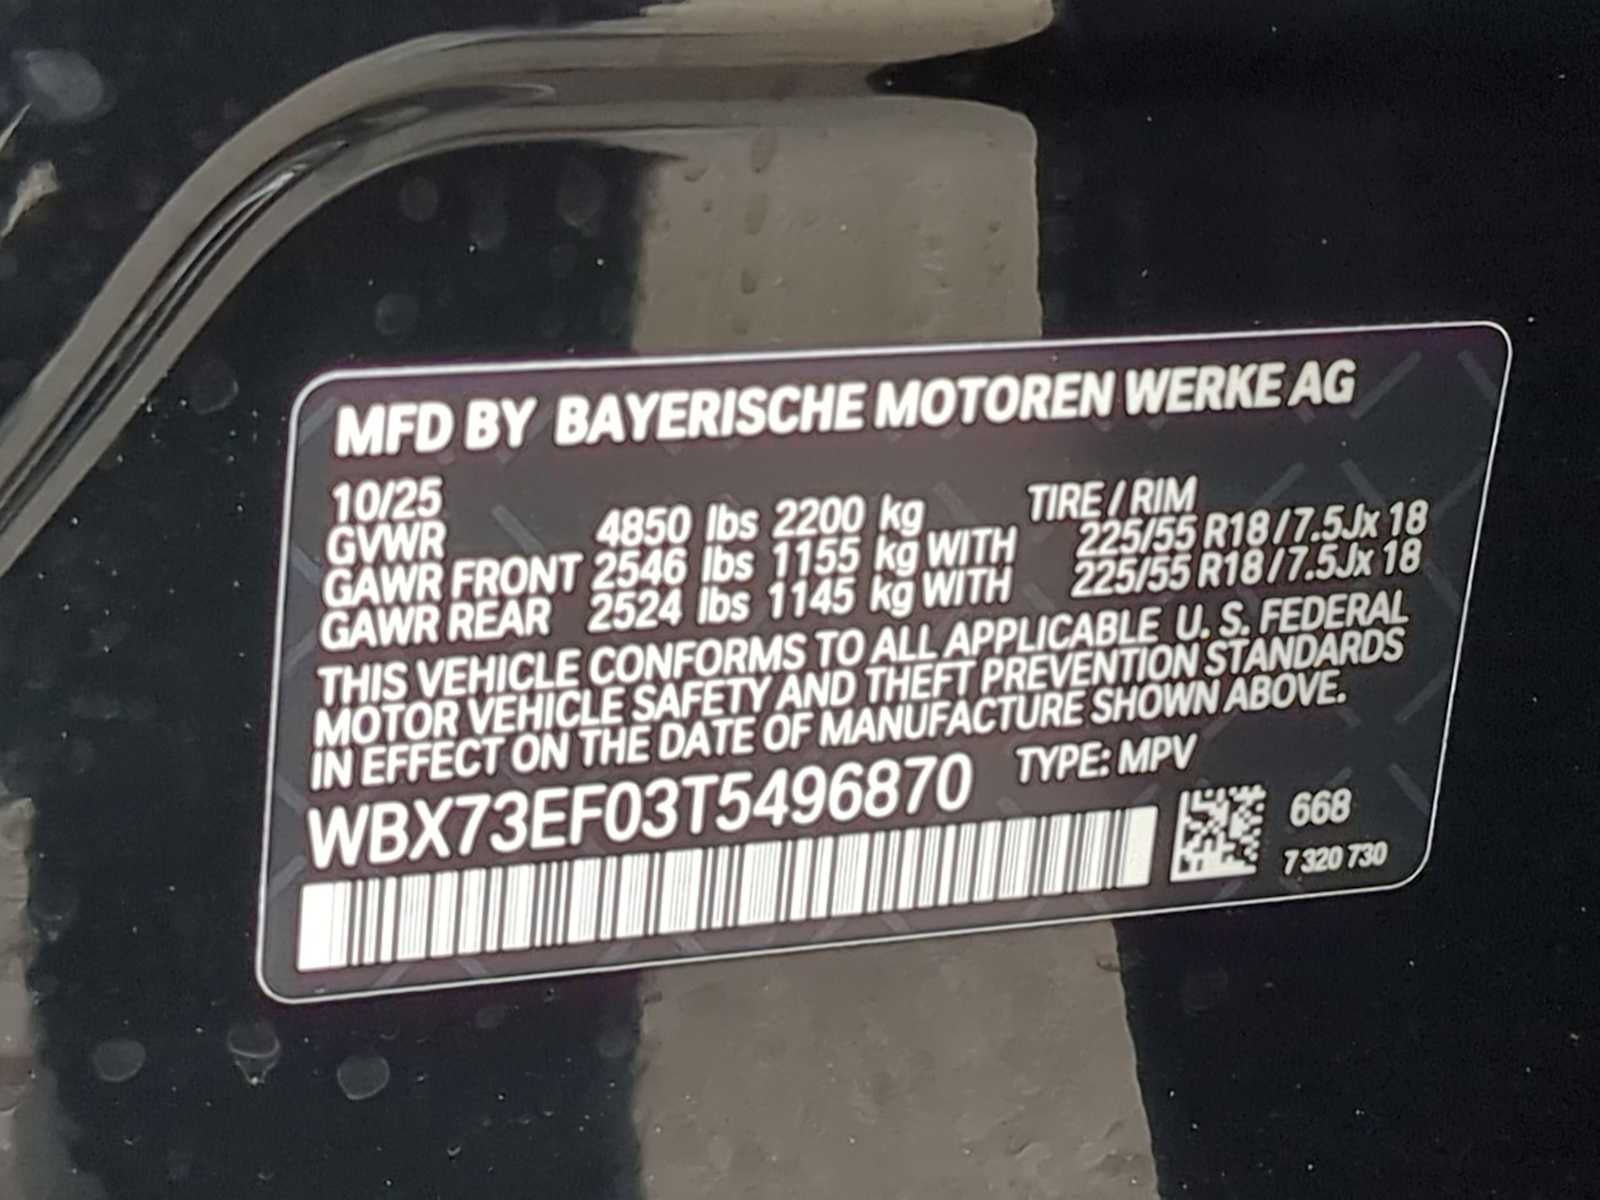 MFD BY BAYERISCHE MOTOREN WERKE AG
10/25 TIRE / RIM
GVWR 4850 lbs 2200 kg
GAWR FRONT 2546 lbs 1155 kg WITH 225/55 R18 / 7.5Jx 18
GAWR REAR 2524 lbs 1145 kg WITH 225/55 R18 / 7.5Jx 18
THIS VEHICLE CONFORMS TO ALL APPLICABLE U. S. FEDERAL
MOTOR VEHICLE SAFETY AND THEFT PREVENTION STANDARDS
IN EFFECT ON THE DATE OF MANUFACTURE SHOWN ABOVE.
WBX73EF03T5496870 TYPE: MPV
668
7 320 730